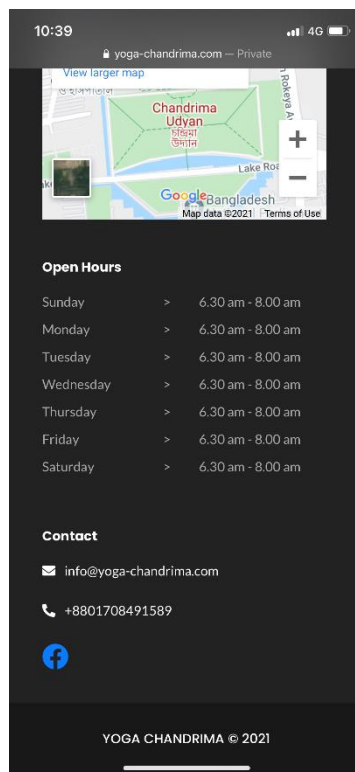 10:39
4G
yoga-chandrima.com — Private
View larger map
Chandrima
Udyan
চন্দ্রিমা
উদ্যান
Lake Roa
Google
Bangladesh
Map data ©2021
Terms of Use
Open Hours
Sunday > 6.30 am - 8.00 am
Monday > 6.30 am - 8.00 am
Tuesday > 6.30 am - 8.00 am
Wednesday > 6.30 am - 8.00 am
Thursday > 6.30 am - 8.00 am
Friday > 6.30 am - 8.00 am
Saturday > 6.30 am - 8.00 am
Contact
info@yoga-chandrima.com
+8801708491589
YOGA CHANDRIMA © 2021